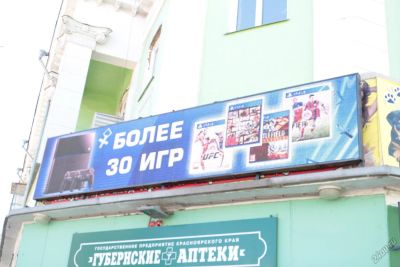 БОЛЕЕ
30 ИГР
UFC
ГОСУДАРСТВЕННОЕ ПРЕДПРИЯТИЕ КРАСНОЯРСКОГО КРАЯ
ГУБЕРНСКИЕ АПТЕКИ